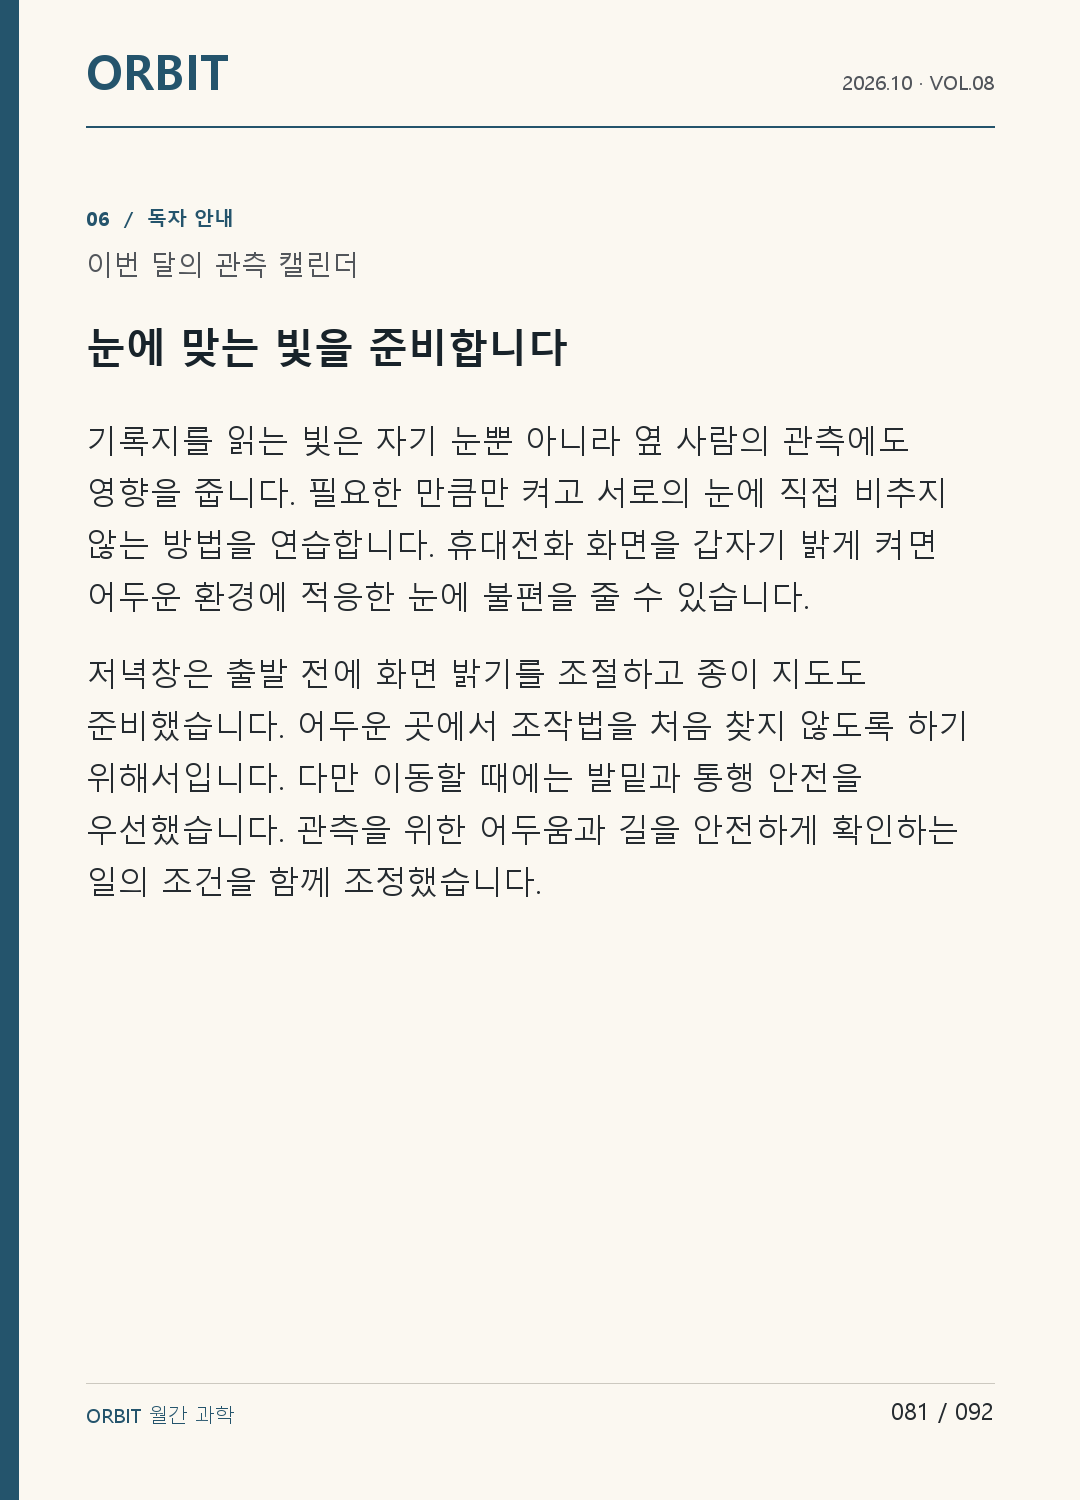 ORBIT
2026.10 · VOL.08
06 / 독자 안내
이번 달의 관측 캘린더
눈에 맞는 빛을 준비합니다
기록지를 읽는 빛은 자기 눈뿐 아니라 옆 사람의 관측에도
영향을 줍니다. 필요한 만큼만 켜고 서로의 눈에 직접 비추지
않는 방법을 연습합니다. 휴대전화 화면을 갑자기 밝게 켜면
어두운 환경에 적응한 눈에 불편을 줄 수 있습니다.
저녁창은 출발 전에 화면 밝기를 조절하고 종이 지도도
준비했습니다. 어두운 곳에서 조작법을 처음 찾지 않도록 하기
위해서입니다. 다만 이동할 때에는 발밑과 통행 안전을
우선했습니다. 관측을 위한 어두움과 길을 안전하게 확인하는
일의 조건을 함께 조정했습니다.
ORBIT 월간 과학
081 / 092